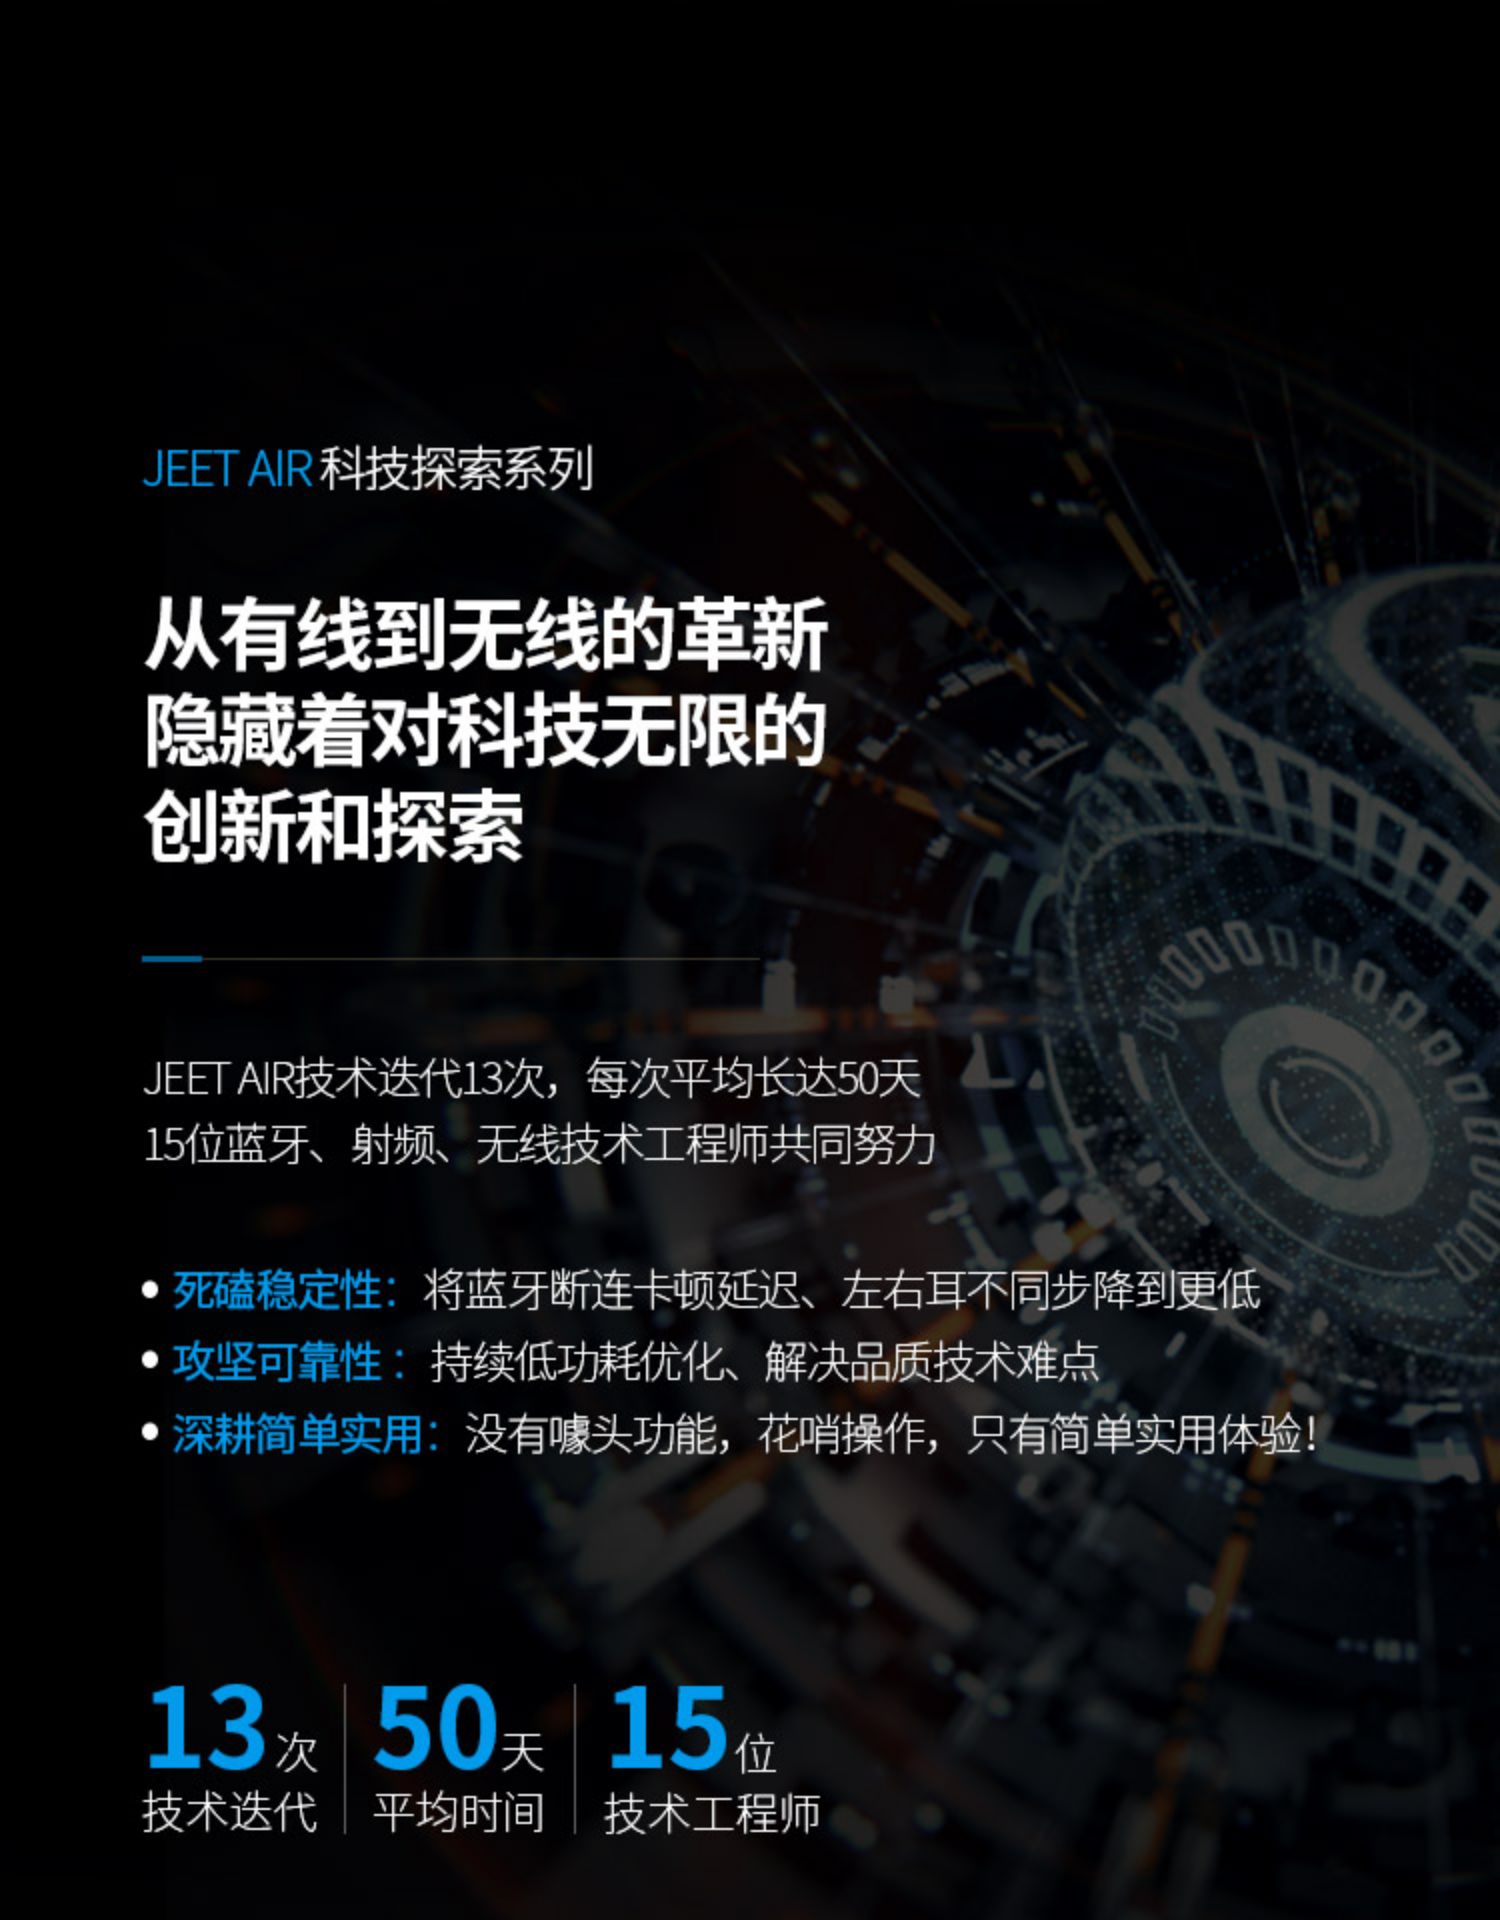 JEET AIR 科技探索系列
从有线到无线的革新
隐藏着对科技无限的
创新和探索
JEET AIR技术迭代13次，每次平均长达50天
15位蓝牙、射频、无线技术工程师共同努力
死磕稳定性：将蓝牙断连卡顿延迟、左右耳不同步降到更低
攻坚可靠性：持续低功耗优化、解决品质技术难点
深耕简单实用：没有噱头功能，花哨操作，只有简单实用体验！
13次 50天 15位
技术迭代 平均时间 技术工程师